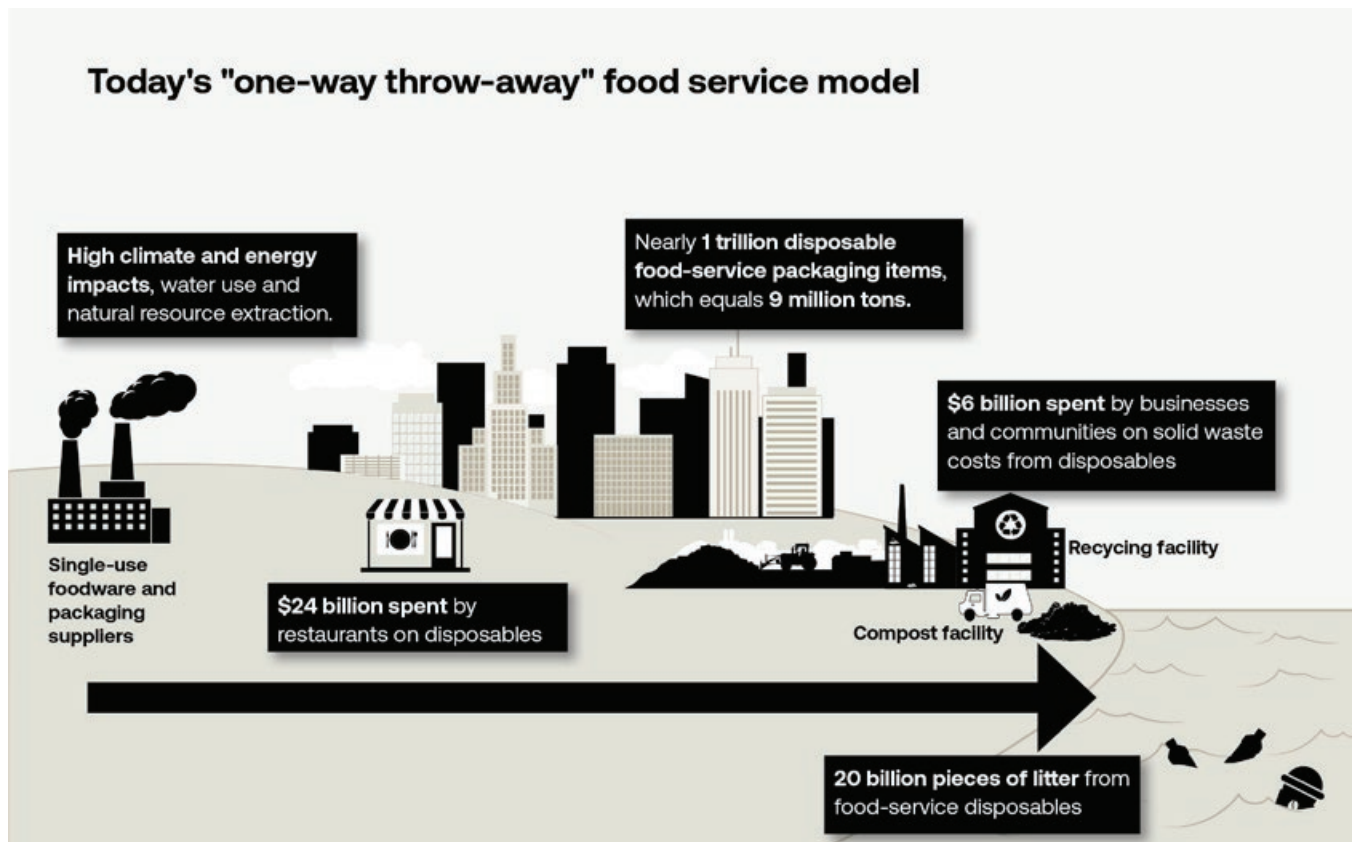 Today's "one-way throw-away" food service model
High climate and energy
impacts, water use and
natural resource extraction.
Nearly 1 trillion disposable
food-service packaging items,
which equals 9 million tons.
$6 billion spent by businesses
and communities on solid waste
costs from disposables
Single-use
foodware and
packaging
suppliers
$24 billion spent by
restaurants on disposables
Recycing facility
Compost facility
20 billion pieces of litter from
food-service disposables